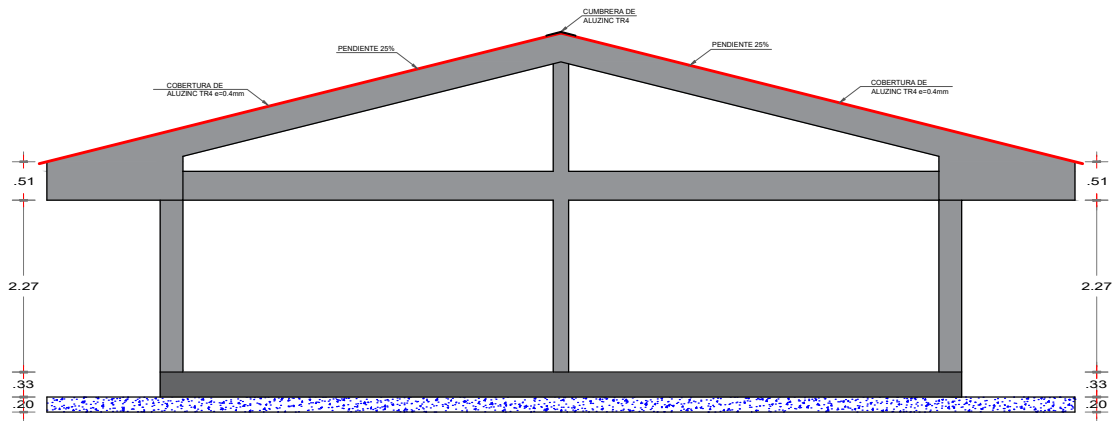 CUMBRERA DE
ALUZINC TR4
PENDIENTE 25%
PENDIENTE 25%
COBERTURA DE
ALUZINC TR4 e=0.4mm
COBERTURA DE
ALUZINC TR4 e=0.4mm
.51
.51
2.27
2.27
.33
.33
.20
.20